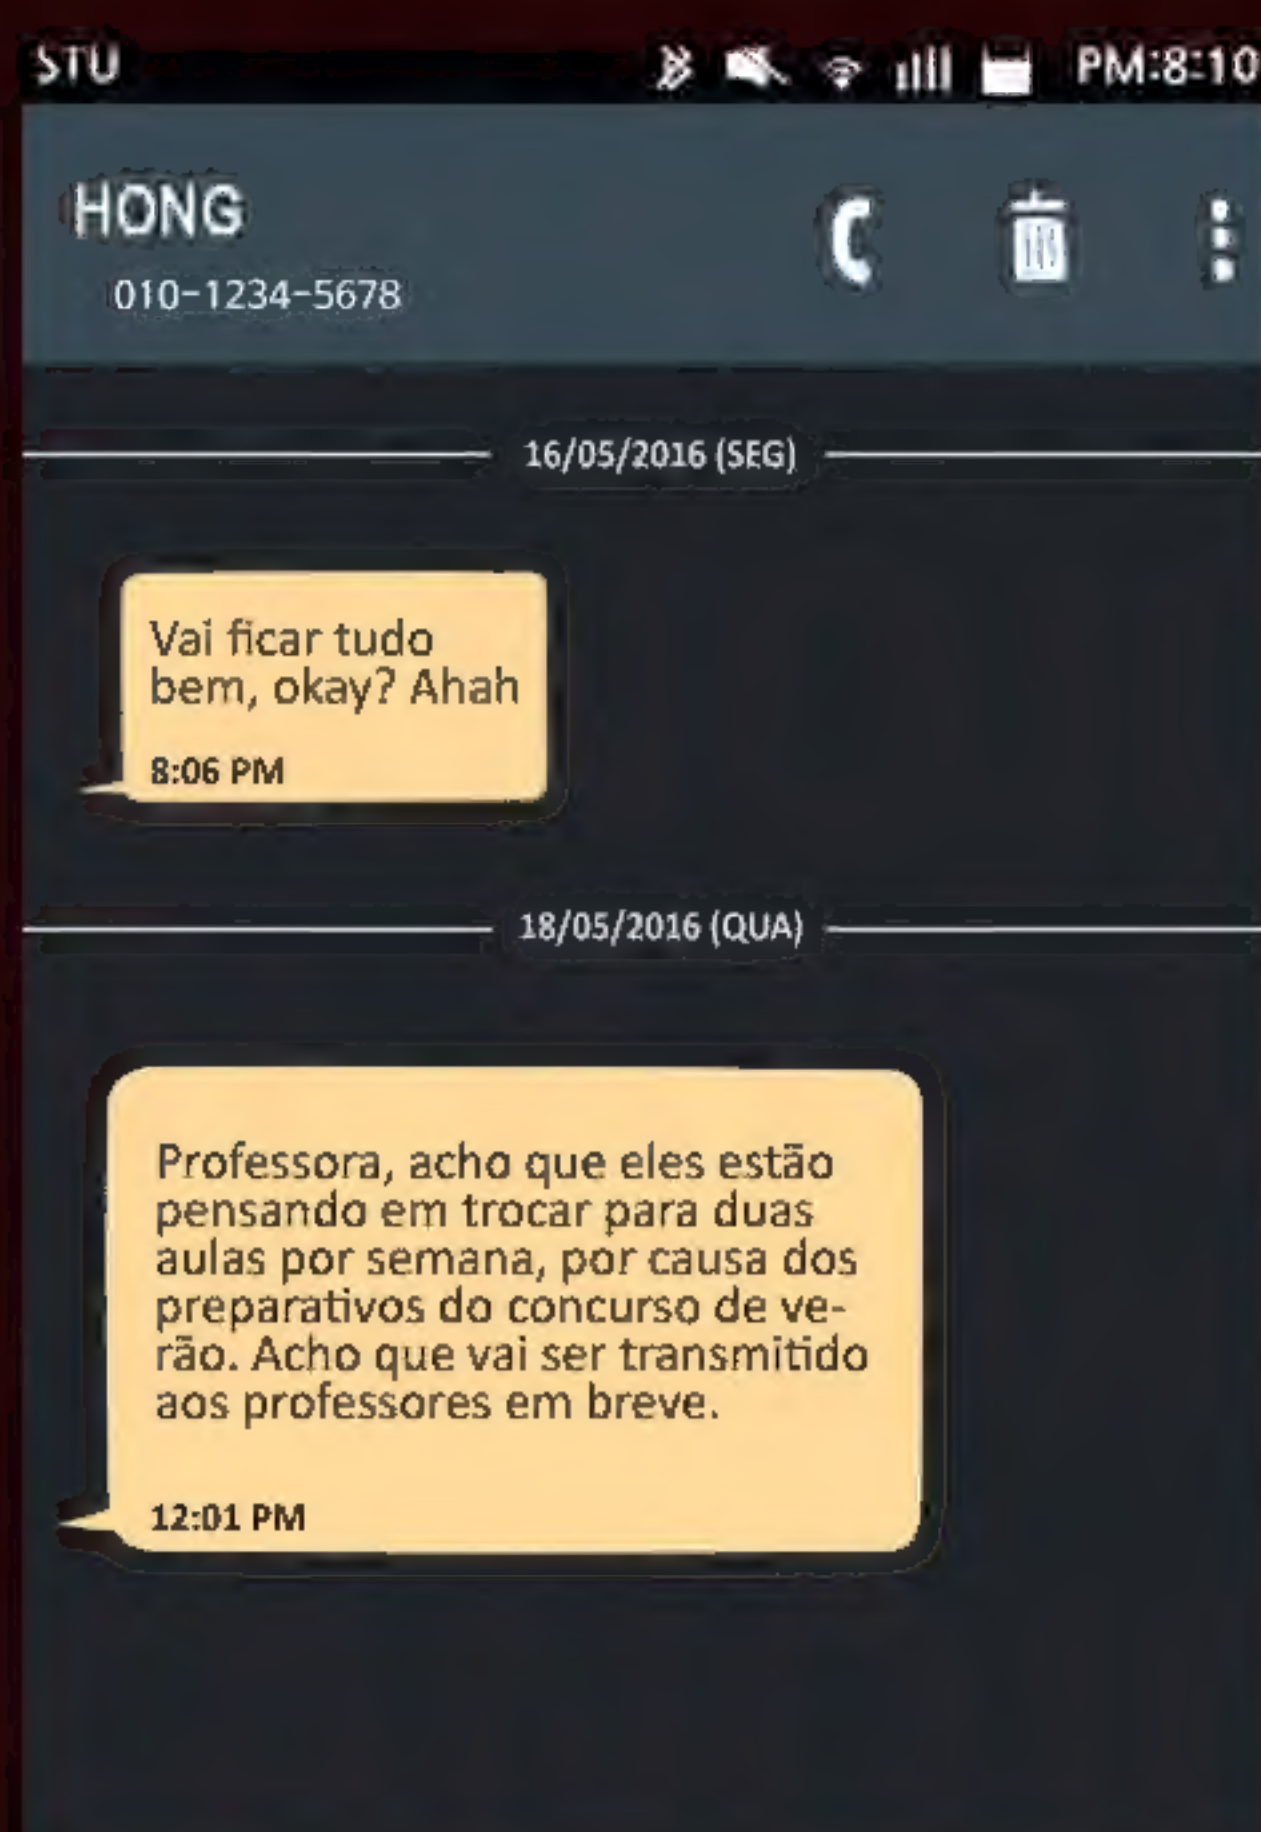 STU PM:8:10
HONG
010-1234-5678
16/05/2016 (SEG)
Vai ficar tudo
bem, okay? Ahah
8:06 PM
18/05/2016 (QUA)
Professora, acho que eles estão
pensando em trocar para duas
aulas por semana, por causa dos
preparativos do concurso de ve-
rão. Acho que vai ser transmitido
aos professores em breve.
12:01 PM